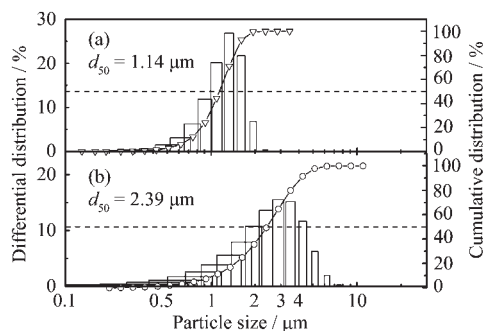 (a)
d50 = 1.14 μm
(b)
d50 = 2.39 μm
Differential distribution / %
30
20
10
0
20
10
0
Cumulative distribution / %
100
80
60
40
20
0
100
80
60
40
20
0
0.1 0.5 1 2 3 4 10
Particle size / μm